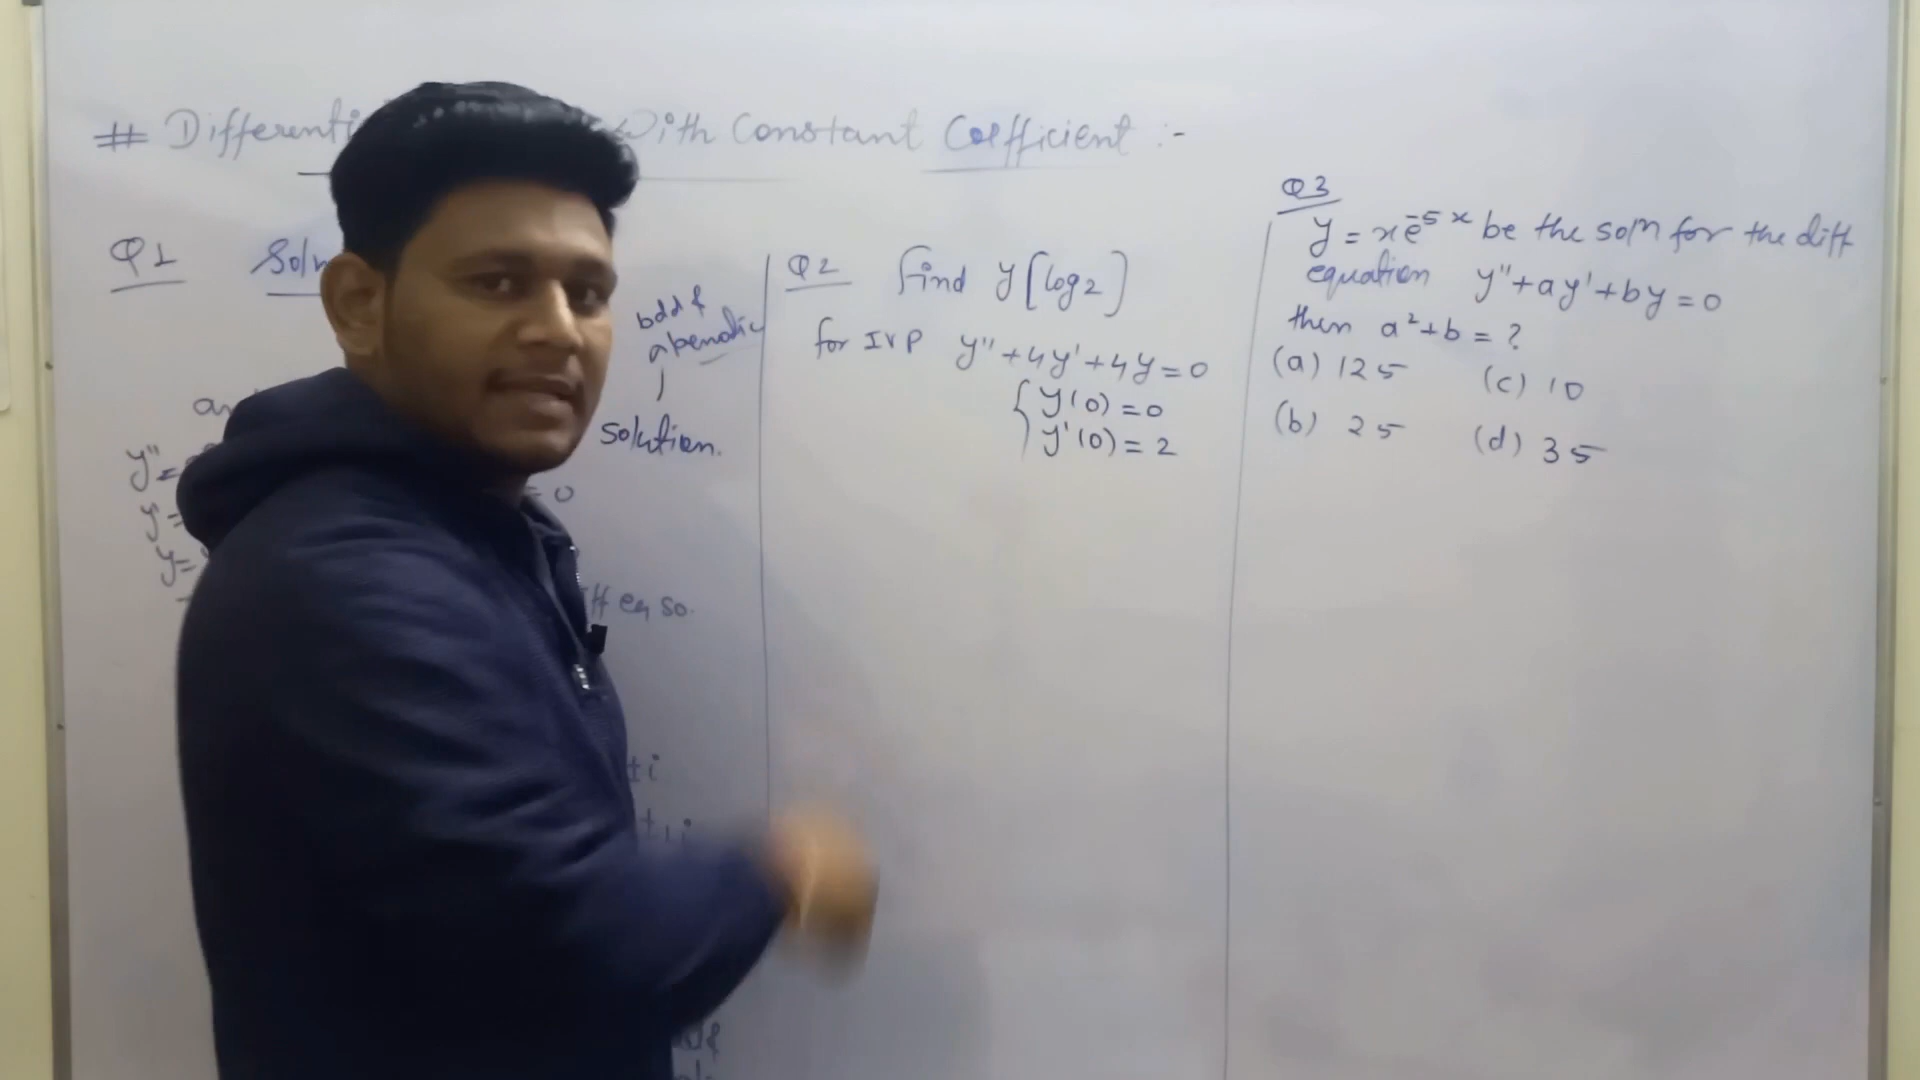 # Differenti With Constant Coefficient :-
Q1 Soln
bdd &
solution.
y"=
= 0
y=
y=
Q2 Find y[log2]
for IVP y"+4y'+4y=0
{y(0)=0
y'(0)=2
Q3
y=xe^-5x be the soln for the diff
equation y"+ay'+by=0
then a²+b=?
(a) 125 (c) 10
(b) 25 (d) 35